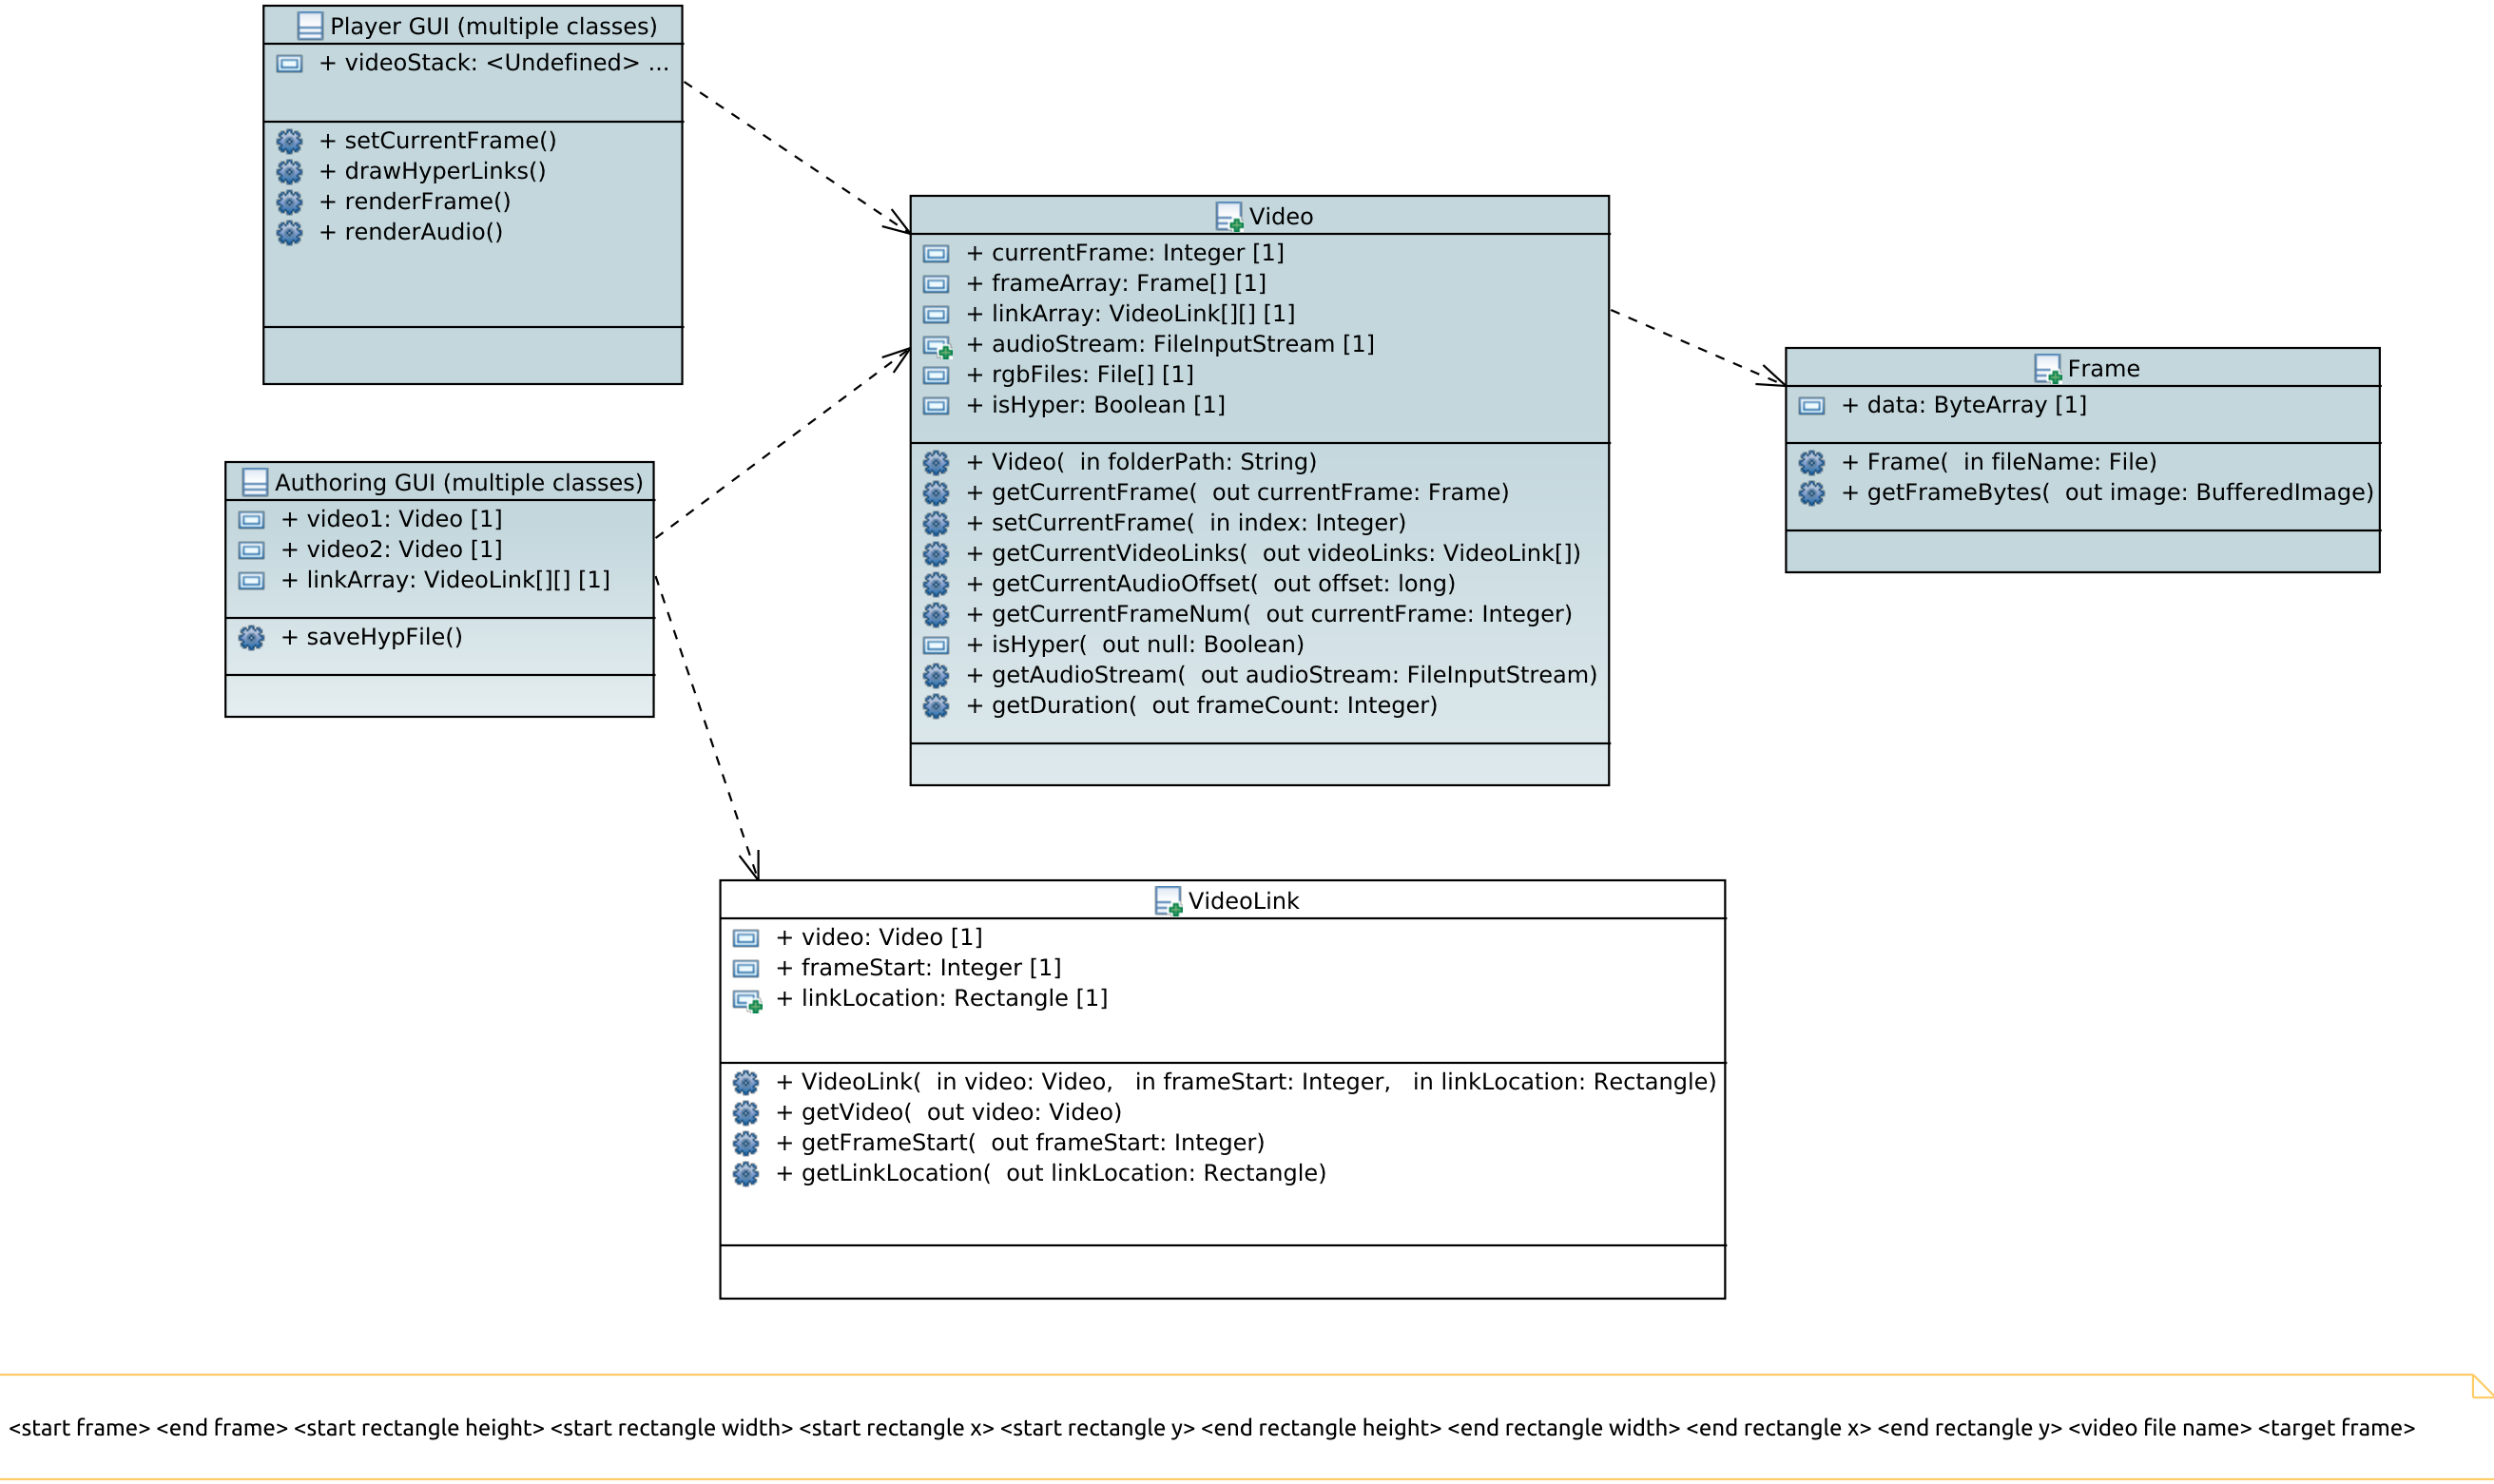 Player GUI (multiple classes)
+ videoStack: <Undefined> ...
+ setCurrentFrame()
+ drawHyperLinks()
+ renderFrame()
+ renderAudio()
Authoring GUI (multiple classes)
+ video1: Video [1]
+ video2: Video [1]
+ linkArray: VideoLink[][] [1]
+ saveHypFile()
Video
+ currentFrame: Integer [1]
+ frameArray: Frame[] [1]
+ linkArray: VideoLink[][] [1]
+ audioStream: FileInputStream [1]
+ rgbFiles: File[] [1]
+ isHyper: Boolean [1]
+ Video(  in folderPath: String)
+ getCurrentFrame(  out currentFrame: Frame)
+ setCurrentFrame(  in index: Integer)
+ getCurrentVideoLinks(  out videoLinks: VideoLink[])
+ getCurrentAudioOffset(  out offset: long)
+ getCurrentFrameNum(  out currentFrame: Integer)
+ isHyper(  out null: Boolean)
+ getAudioStream(  out audioStream: FileInputStream)
+ getDuration(  out frameCount: Integer)
Frame
+ data: ByteArray [1]
+ Frame(  in fileName: File)
+ getFrameBytes(  out image: BufferedImage)
VideoLink
+ video: Video [1]
+ frameStart: Integer [1]
+ linkLocation: Rectangle [1]
+ VideoLink(  in video: Video,   in frameStart: Integer,   in linkLocation: Rectangle)
+ getVideo(  out video: Video)
+ getFrameStart(  out frameStart: Integer)
+ getLinkLocation(  out linkLocation: Rectangle)
<start frame> <end frame> <start rectangle height> <start rectangle width> <start rectangle x> <start rectangle y> <end rectangle height> <end rectangle width> <end rectangle x> <end rectangle y> <video file name> <target frame>